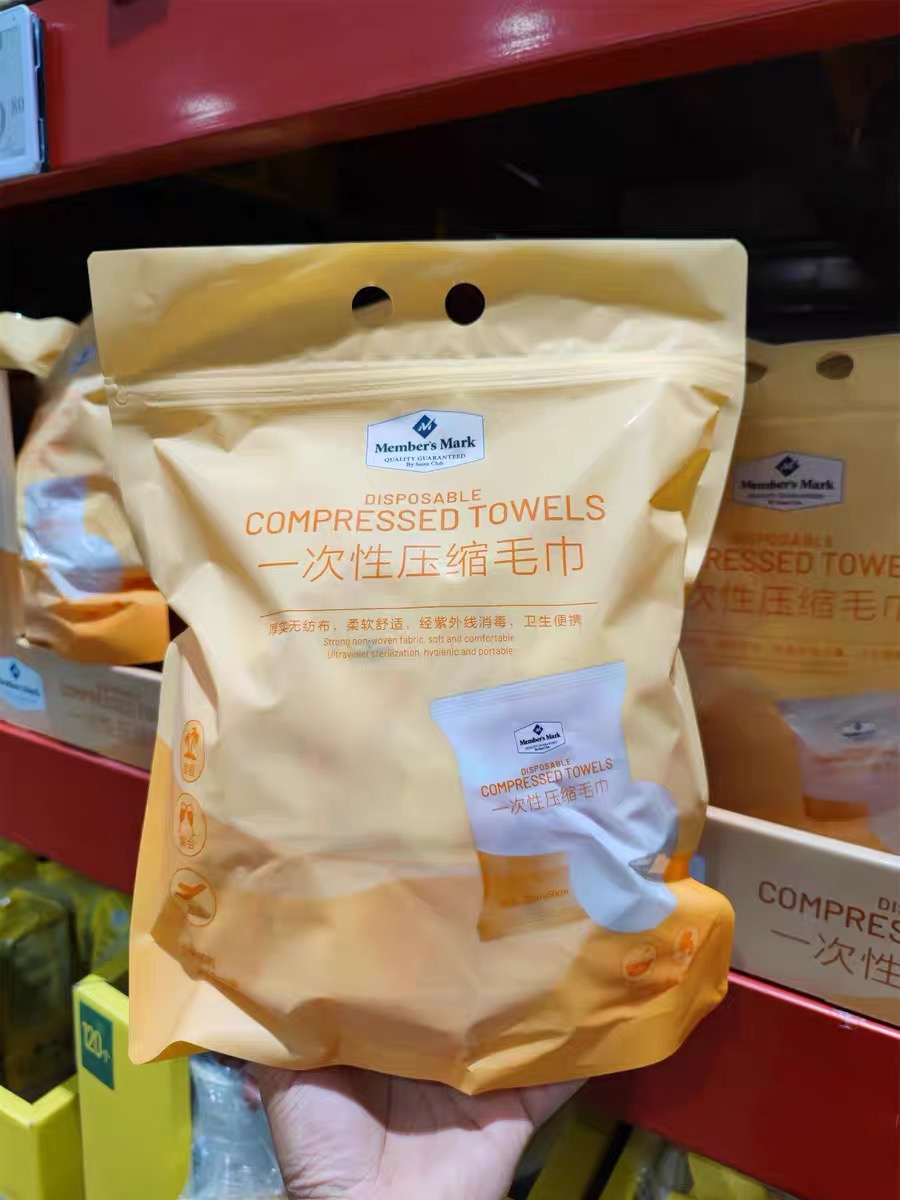 Member's Mark
QUALITY GUARANTEED
By Sam's Club
DISPOSABLE
COMPRESSED TOWELS
一次性压缩毛巾
厚实无纺布，柔软舒适，经紫外线消毒，卫生便携
Strong non-woven fabric, soft and comfortable
Ultraviolet sterilization, hygienic and portable
Member's Mark
DISPOSABLE
COMPRESSED TOWELS
一次性压缩毛巾
Member's Mark
DISPOSABLE
PRESSED TOWE
次性压缩毛巾
COMPRES
一次性
120个